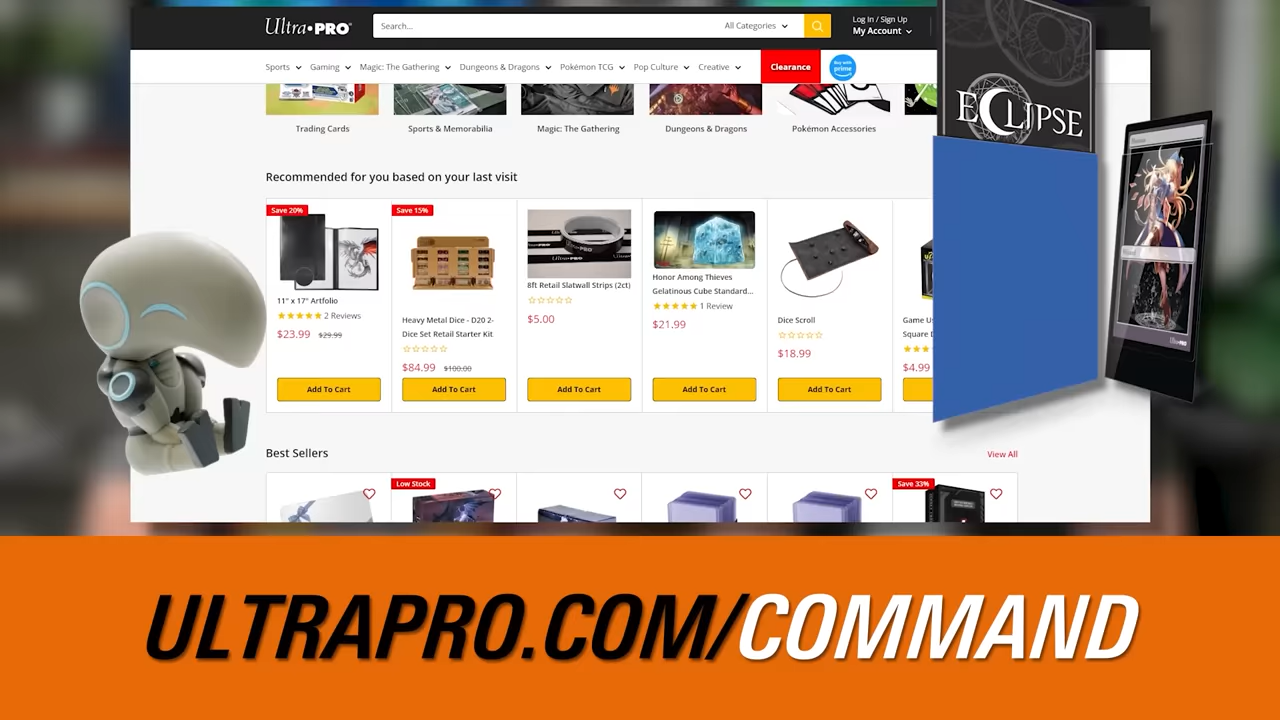 Ultra•PRO®
Search...
All Categories
Log In / Sign Up
My Account
Sports
Gaming
Magic: The Gathering
Dungeons & Dragons
Pokémon TCG
Pop Culture
Creative
Clearance
Buy with
prime
ECLIPSE
Trading Cards
Sports & Memorabilia
Magic: The Gathering
Dungeons & Dragons
Pokémon Accessories
Recommended for you based on your last visit
Save 20%
11" x 17" Artfolio
★★★★★ 2 Reviews
$23.99 $29.99
Add To Cart
Save 15%
Heavy Metal Dice - D20 2-
Dice Set Retail Starter Kit
$84.99 $100.00
Add To Cart
8ft Retail Slatwall Strips (2ct)
$5.00
Add To Cart
Honor Among Thieves
Gelatinous Cube Standard...
★★★★★ 1 Review
$21.99
Add To Cart
Dice Scroll
$18.99
Add To Cart
Game
Square
$4.99
Ultra•PRO
Best Sellers
View All
Low Stock
Save 33%
ULTRAPRO.COM/COMMAND